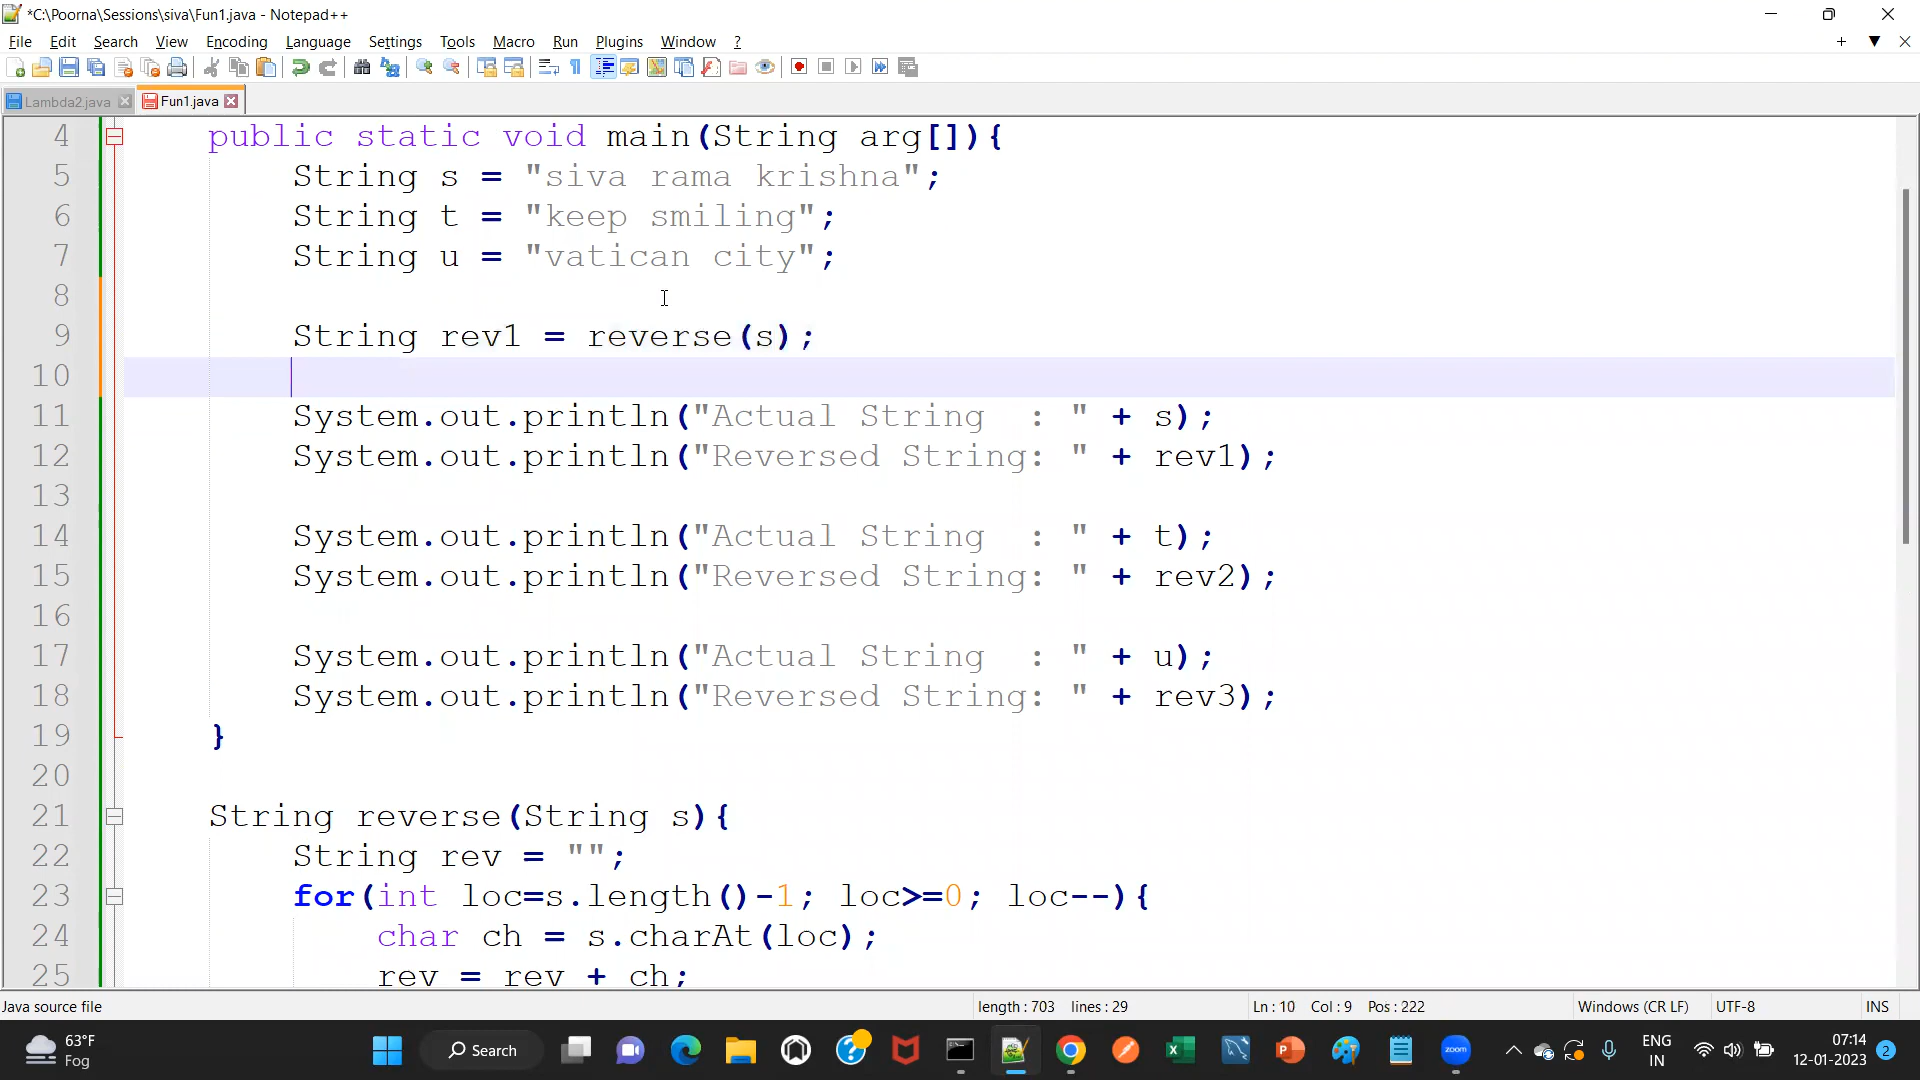 *C:\Poorna\Sessions\siva\Fun1.java - Notepad++
File Edit Search View Encoding Language Settings Tools Macro Run Plugins Window ?
Lambda2.java Fun1.java
4 public static void main(String arg[]){
5 String s = "siva rama krishna";
6 String t = "keep smiling";
7 String u = "vatican city";
8
9 String rev1 = reverse(s);
10
11 System.out.println("Actual String  : " + s);
12 System.out.println("Reversed String: " + rev1);
13
14 System.out.println("Actual String  : " + t);
15 System.out.println("Reversed String: " + rev2);
16
17 System.out.println("Actual String  : " + u);
18 System.out.println("Reversed String: " + rev3);
19 }
20
21 String reverse(String s){
22 String rev = "";
23 for(int loc=s.length()-1; loc>=0; loc--){
24 char ch = s.charAt(loc);
25 rev = rev + ch;
Java source file length : 703 lines : 29 Ln : 10 Col : 9 Pos : 222 Windows (CR LF) UTF-8 INS
63°F
Fog
Search
zoom
ENG
IN
07:14
12-01-2023
2